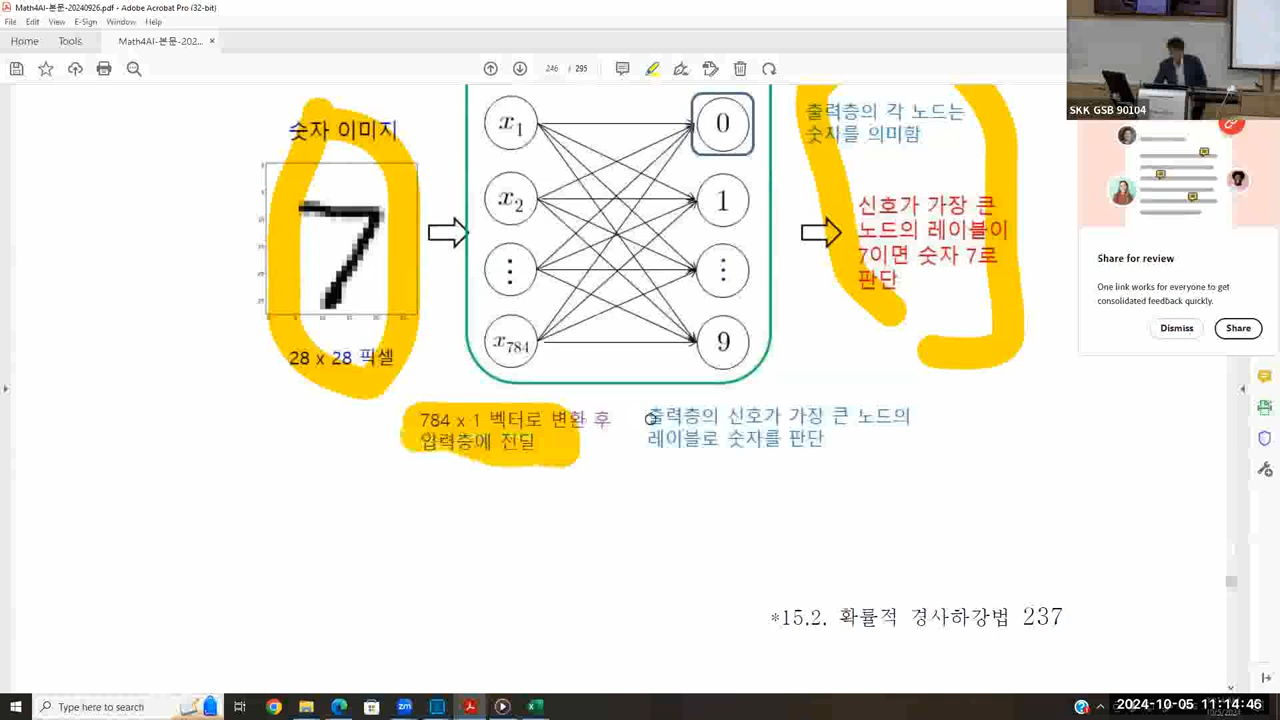 Math4AI-본문-20240926.pdf - Adobe Acrobat Pro (32-bit)
File Edit View E-Sign Window Help
Home Tools Math4AI-본문-202... ×
246 / 295
SKK GSB 90104
숫자 이미지
28 x 28 픽셀
x1
x2
x784
0
1
9
출력층의 각 노드는
숫자를 의미함
신호가 가장 큰
노드의 레이블이
7이면 숫자 7로
판단
784 x 1 벡터로 변환 후
입력층에 전달
출력층의 신호가 가장 큰 노드의
레이블로 숫자를 판단
*15.2. 확률적 경사하강법 237
Share for review
One link works for everyone to get
consolidated feedback quickly.
Dismiss Share
Type here to search
2024-10-05 11:14:46